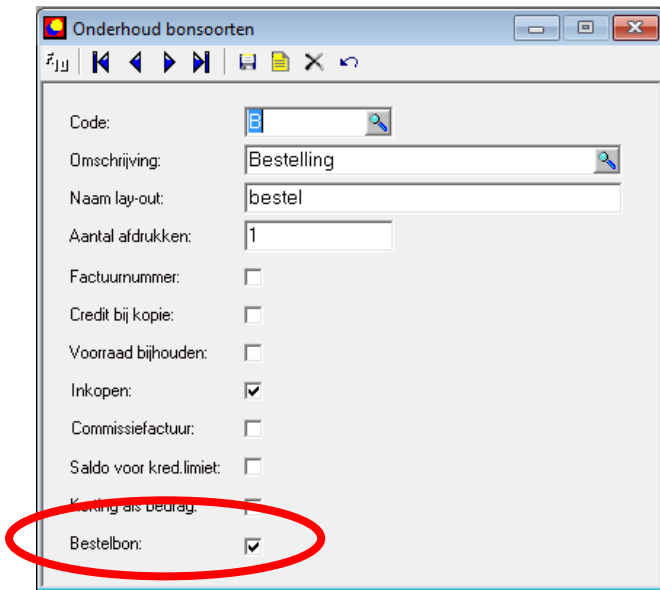 Onderhoud bonsoorten
Code: B
Omschrijving: Bestelling
Naam lay-out: bestel
Aantal afdrukken: 1
Factuurnummer:
Credit bij kopie:
Voorraad bijhouden:
Inkopen:
Commissiefactuur:
Saldo voor kred.limiet:
Korting als bedrag:
Bestelbon: